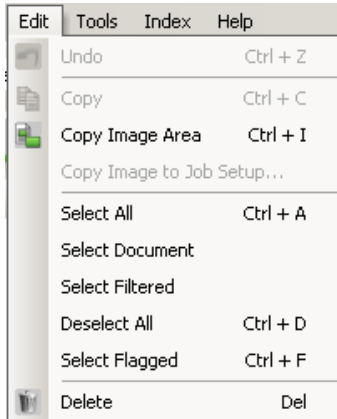 Edit Tools Index Help
Undo Ctrl + Z
Copy Ctrl + C
Copy Image Area Ctrl + I
Copy Image to Job Setup...
Select All Ctrl + A
Select Document
Select Filtered
Deselect All Ctrl + D
Select Flagged Ctrl + F
Delete Del